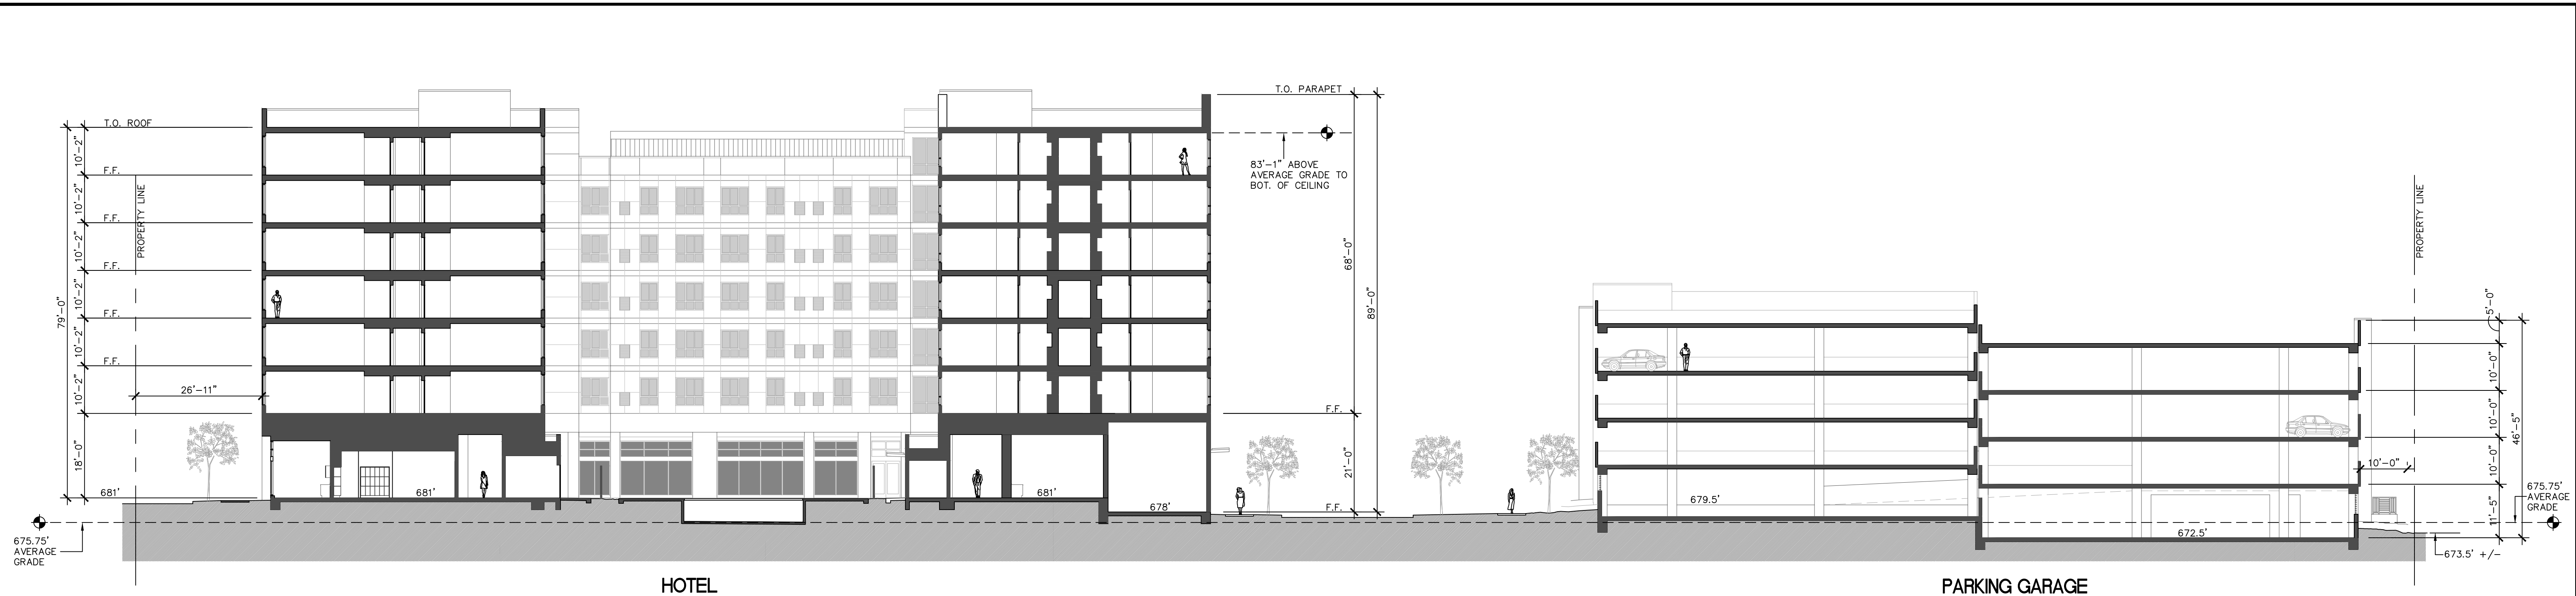 T.O. ROOF
10'-2"
F.F.
10'-2"
F.F.
10'-2"
F.F.
10'-2"
F.F.
10'-2"
F.F.
10'-2"
18'-0"
79'-0"
PROPERTY LINE
26'-11"
681'
681'
681'
678'
675.75'
AVERAGE
GRADE
T.O. PARAPET
83'-1" ABOVE
AVERAGE GRADE TO
BOT. OF CEILING
68'-0"
89'-0"
F.F.
21'-0"
F.F.
HOTEL
679.5'
672.5'
PROPERTY LINE
5'-0"
10'-0"
10'-0"
10'-0"
11'-5"
46'-5"
10'-0"
675.75'
AVERAGE
GRADE
673.5' +/-
PARKING GARAGE